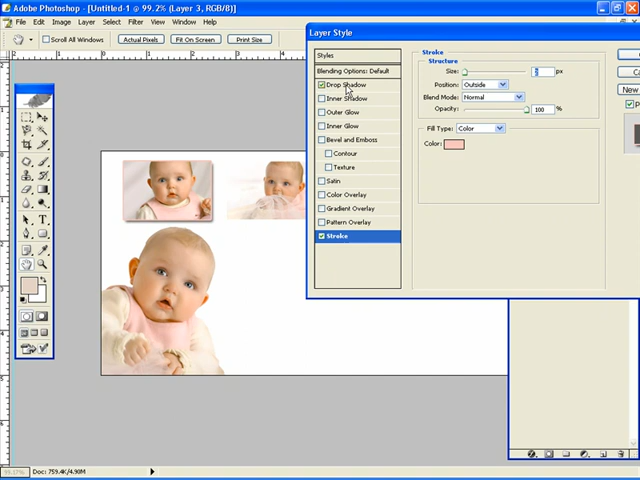 Adobe Photoshop - [Untitled-1 @ 99.2% (Layer 3, RGB/8)]
File Edit Image Layer Select Filter View Window Help
Scroll All Windows Actual Pixels Fit On Screen Print Size
Layer Style
Styles
Blending Options: Default
Drop Shadow
Inner Shadow
Outer Glow
Inner Glow
Bevel and Emboss
Contour
Texture
Satin
Color Overlay
Gradient Overlay
Pattern Overlay
Stroke
Stroke
Structure
Size: px
Position: Outside
Blend Mode: Normal
Opacity: 100 %
Fill Type: Color
Color:
New
99.17% Doc: 759.4K/4.90M